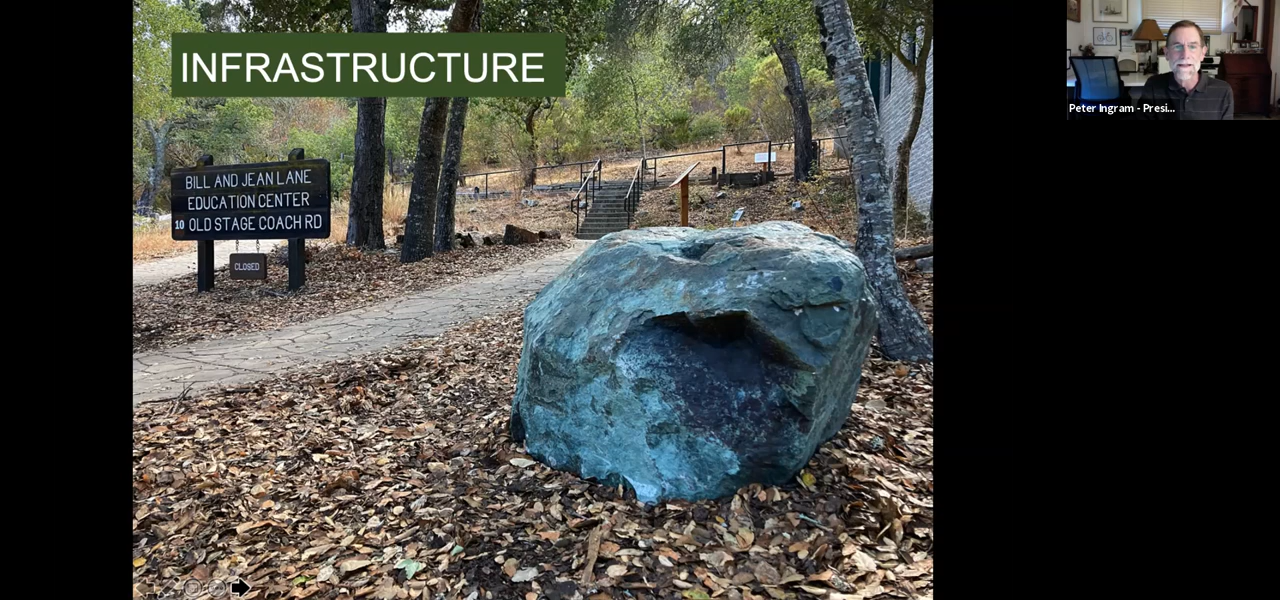 INFRASTRUCTURE
BILL AND JEAN LANE
EDUCATION CENTER
10 OLD STAGE COACH RD
CLOSED
Peter Ingram - Presi...